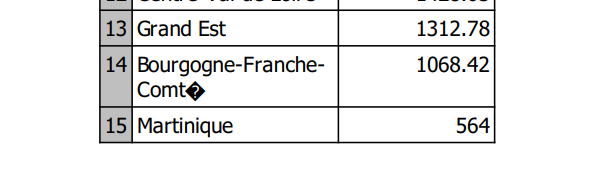 13 Grand Est 1312.78
14 Bourgogne-Franche- 1068.42
Comt�
15 Martinique 564